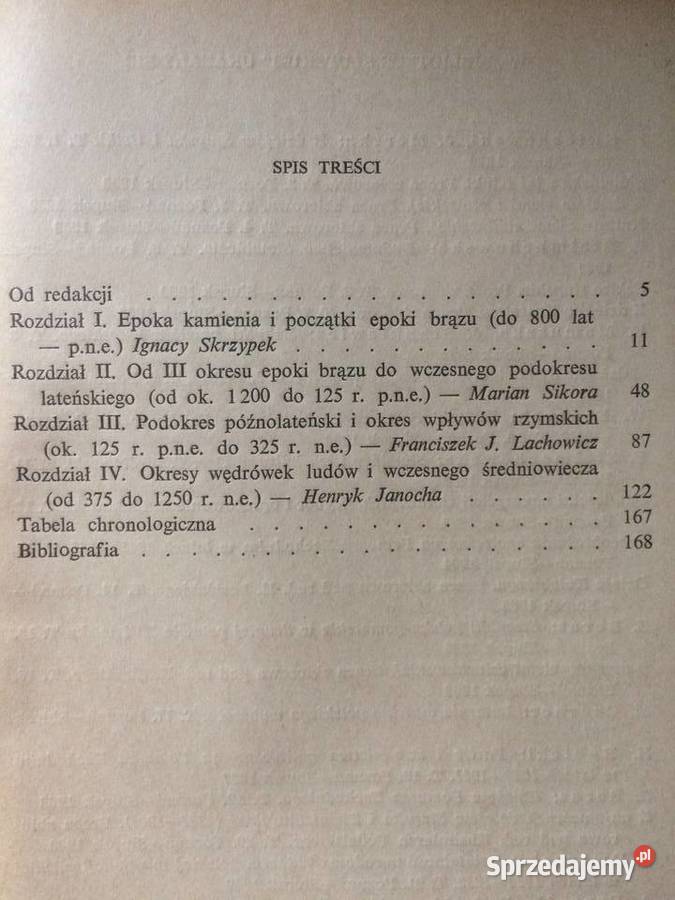 SPIS TREŚCI
Od redakcji . . . . . . . . . . . . . . . . . . 5
Rozdział I. Epoka kamienia i początki epoki brązu (do 800 lat
— p.n.e.) Ignacy Skrzypek . . . . . . . . . . . . . 11
Rozdział II. Od III okresu epoki brązu do wczesnego podokresu
lateńskiego (od ok. 1200 do 125 r. p.n.e.) — Marian Sikora 48
Rozdział III. Podokres późnolateński i okres wpływów rzymskich
(ok. 125 r. p.n.e. do 325 r. n.e.) — Franciszek J. Lachowicz 87
Rozdział IV. Okresy wędrówek ludów i wczesnego średniowiecza
(od 375 do 1250 r. n.e.) — Henryk Janocha . . . . . . 122
Tabela chronologiczna . . . . . . . . . . . . . . 167
Bibliografia . . . . . . . . . . . . . . . . . . 168
Sprzedajemy.pl